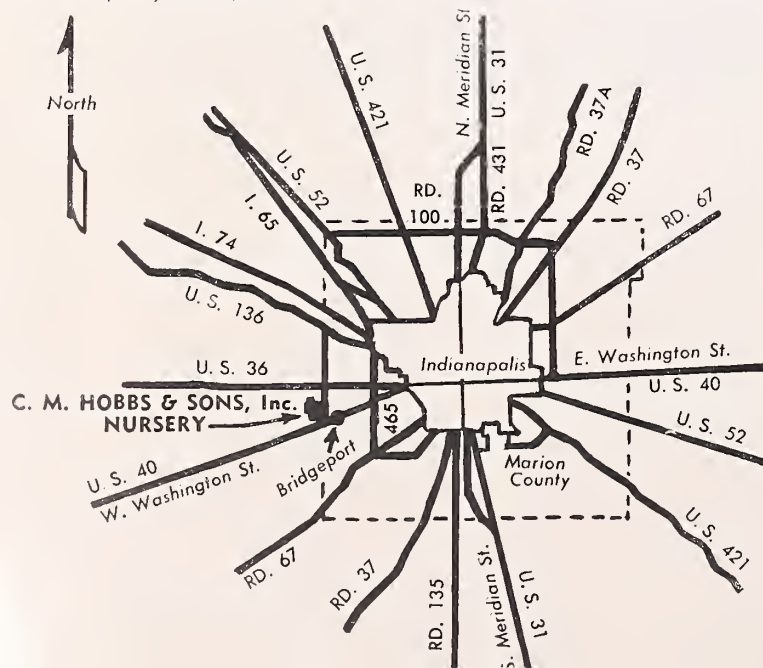 North
U. S. 421
N. Meridian St
RD. 431
U. S. 31
RD. 37A
RD. 37
RD. 67
U. S. 52
I. 65
RD. 100
I. 74
U. S. 136
U. S. 36
Indianapolis
E. Washington St.
U. S. 40
C. M. HOBBS & SONS, Inc.
NURSERY
465
U. S. 52
U. S. 40
W. Washington St.
Bridgeport
Marion
County
U. S. 421
RD. 67
RD. 37
RD. 135
S. Meridian St.
U. S. 31